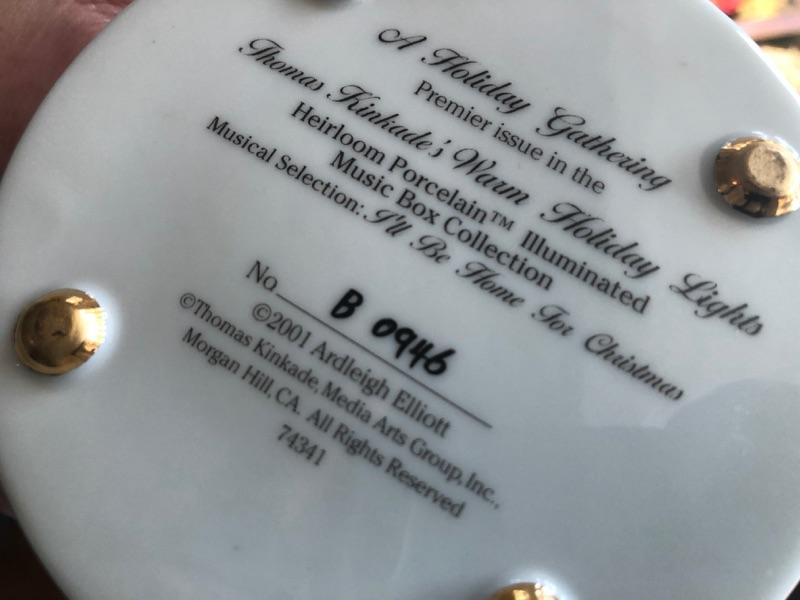 A Holiday Gathering
Premier issue in the
Thomas Kinkade's Warm Holiday Lights
Heirloom Porcelain™ Illuminated
Music Box Collection
Musical Selection: I'll Be Home For Christmas
No. B 0946
©2001 Ardleigh Elliott
©Thomas Kinkade, Media Arts Group, Inc.,
Morgan Hill, CA. All Rights Reserved
74341